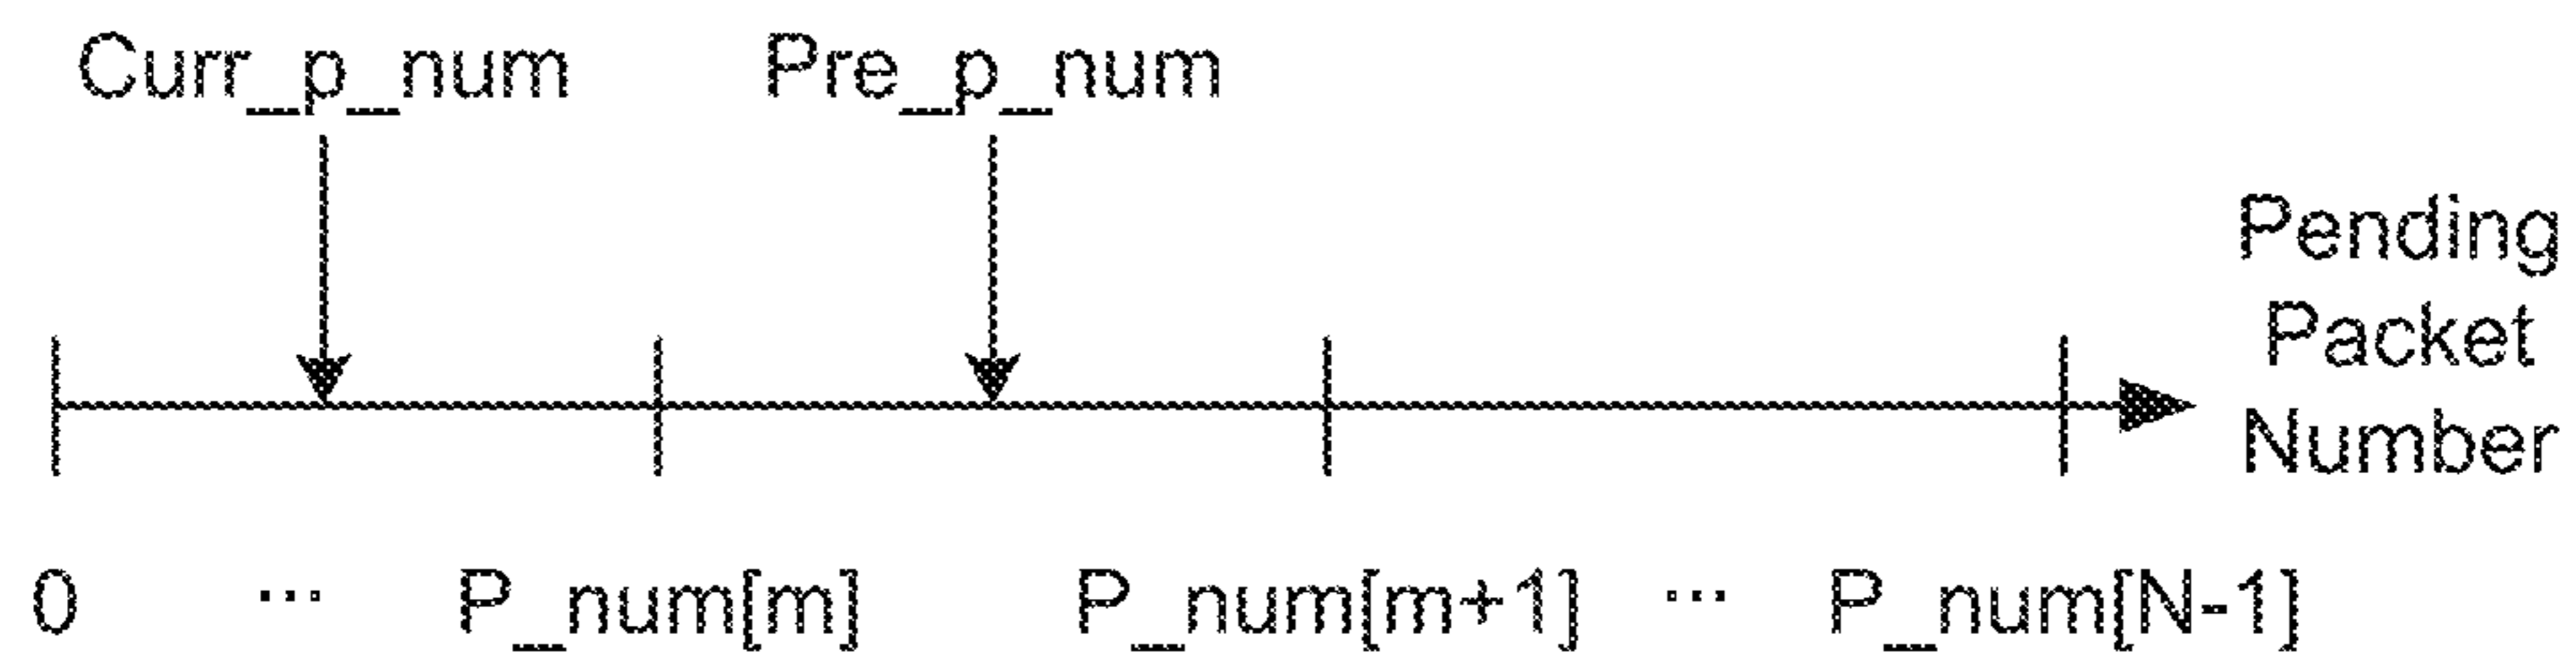 Curr_p_num Pre_p_num
Pending
Packet
Number
0 ... P_num[m] P_num[m+1] ... P_num[N-1]